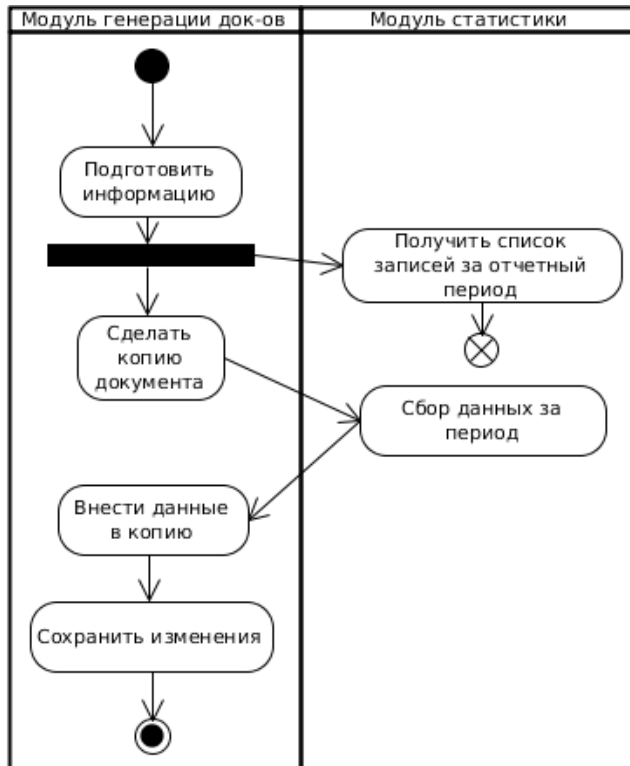 Модуль генерации док-ов
Модуль статистики
Подготовить
информацию
Получить список
записей за отчетный
период
Сделать
копию
документа
Сбор данных за
период
Внести данные
в копию
Сохранить изменения